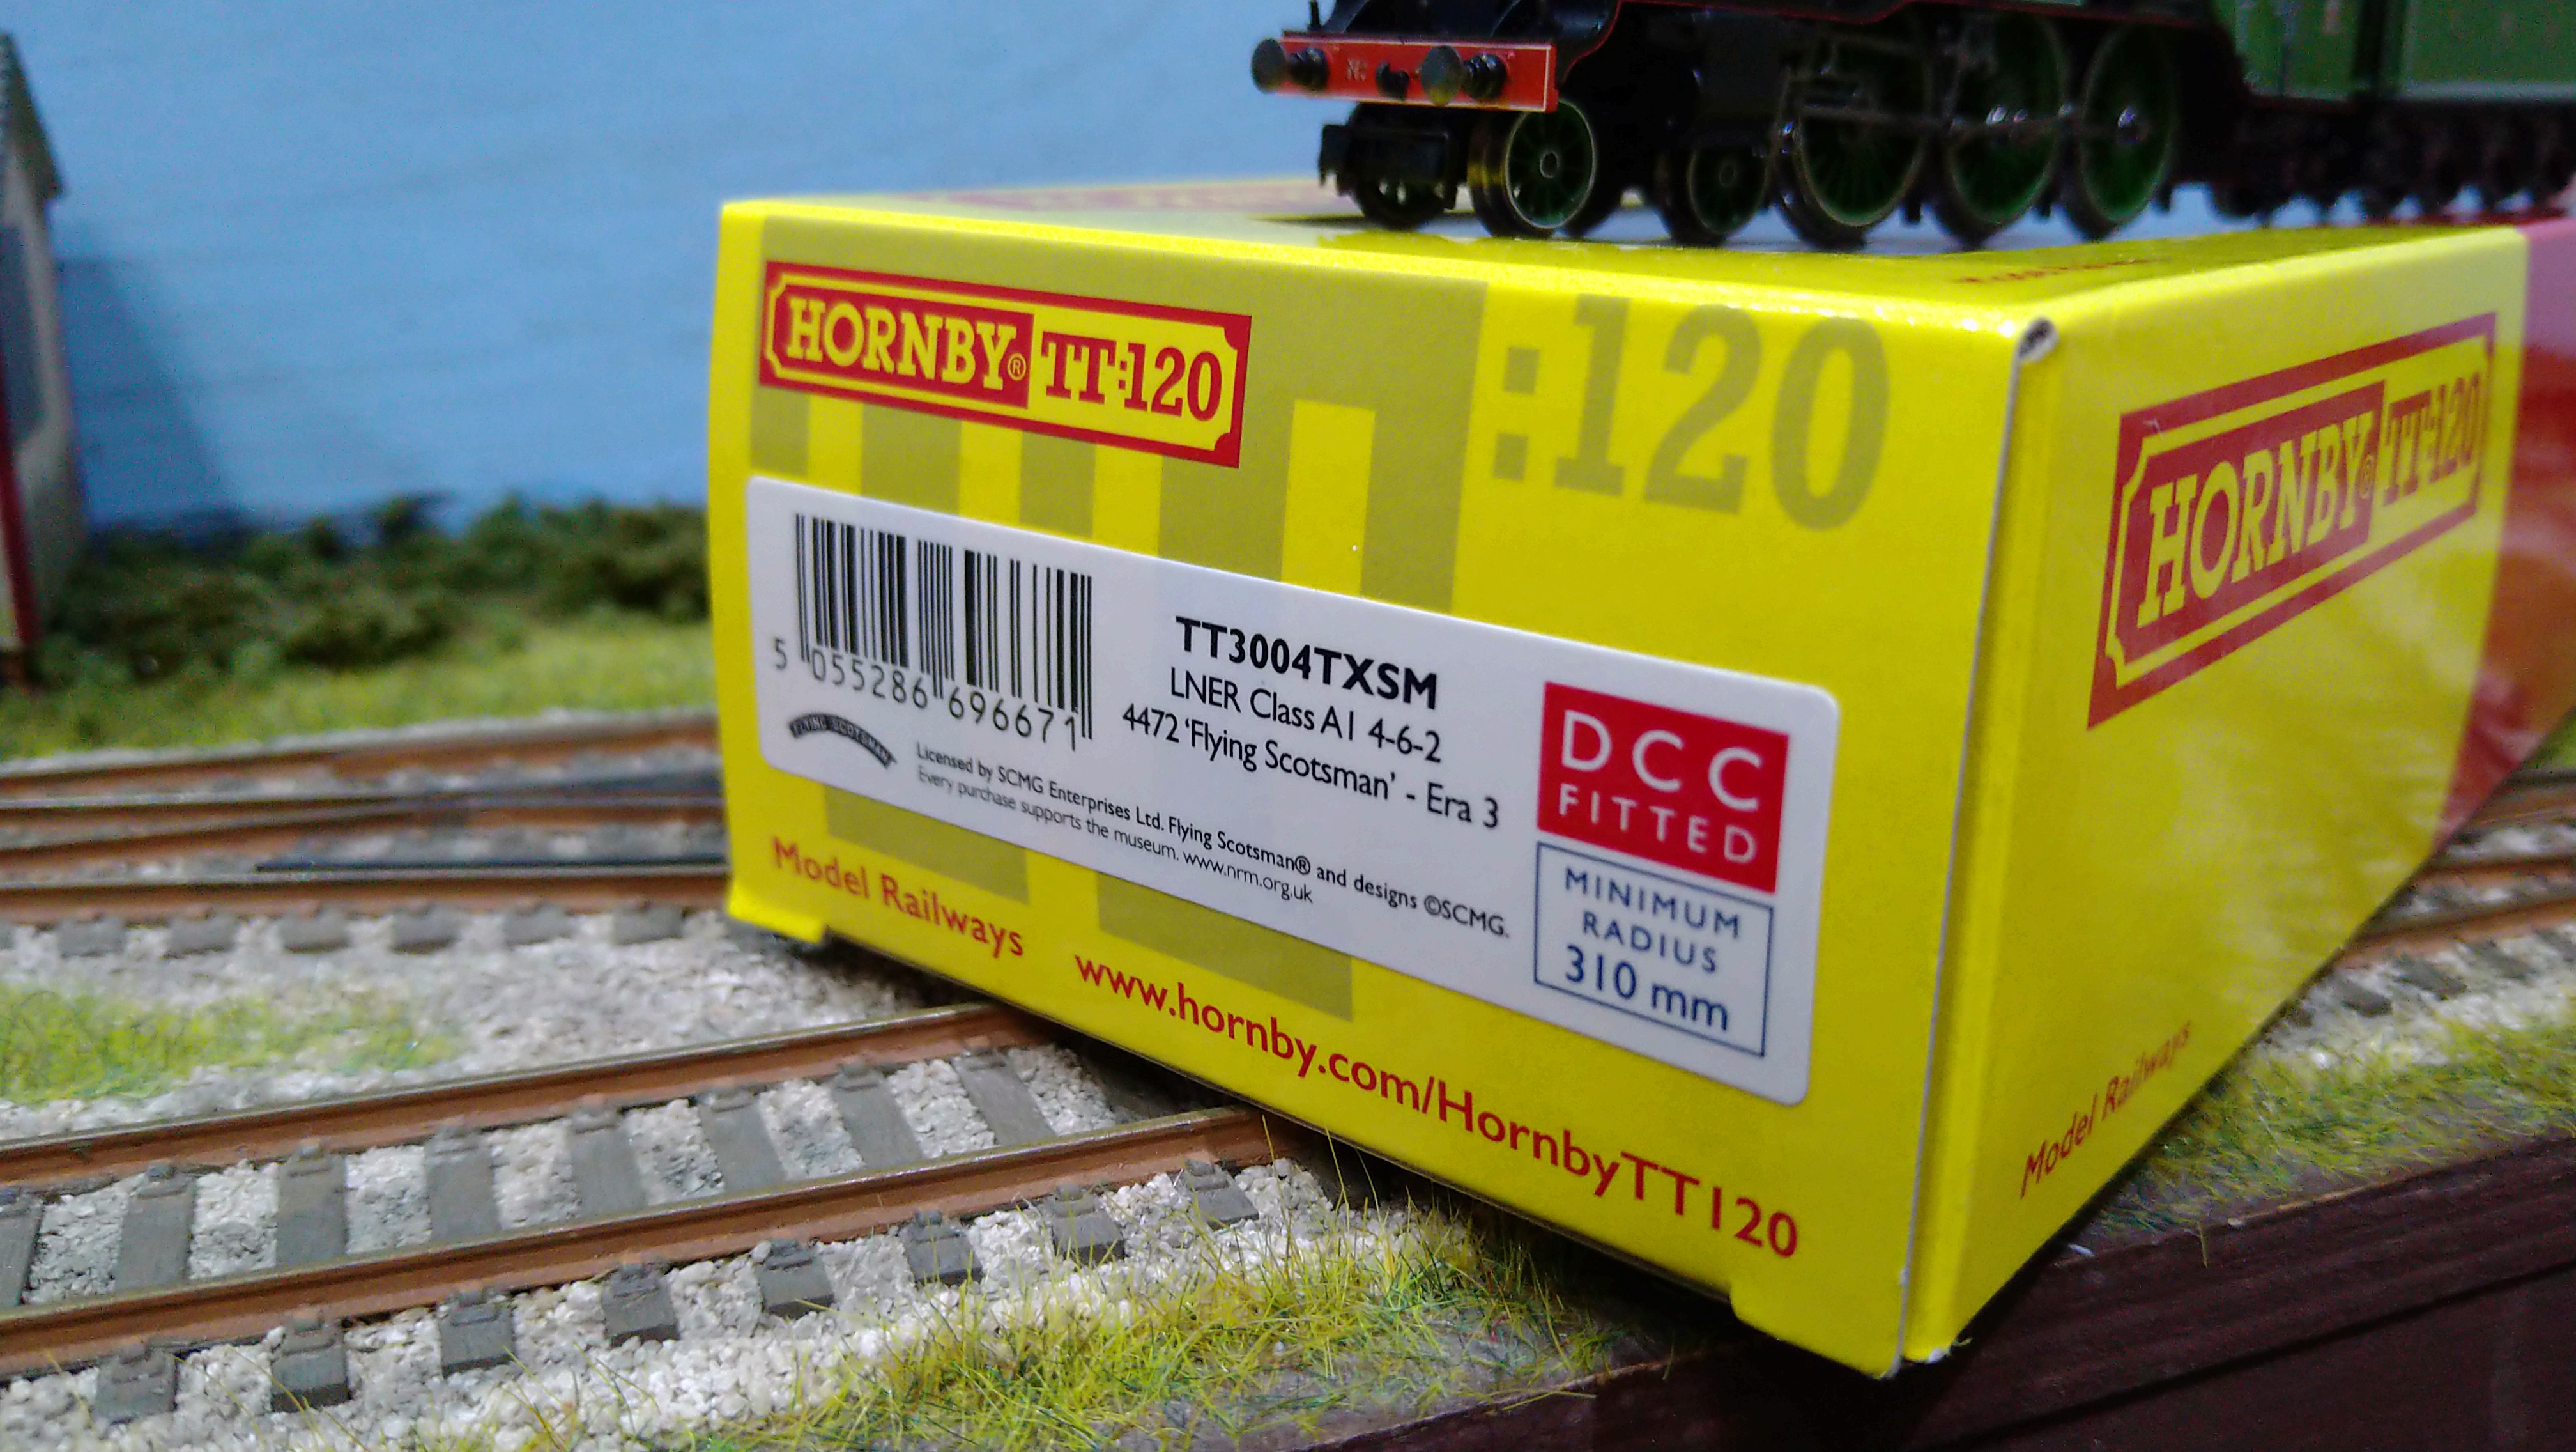 HORNBY® TT:120
:120
5 055286 696671
TT3004TXSM
LNER Class A1 4-6-2
4472 'Flying Scotsman' - Era 3
FLYING SCOTSMAN
Licensed by SCMG Enterprises Ltd. Flying Scotsman® and designs ©SCMG.
Every purchase supports the museum. www.nrm.org.uk
DCC
FITTED
MINIMUM
RADIUS
310 mm
Model Railways
www.hornby.com/HornbyTT120
HORNBY® TT:120
Model Railways